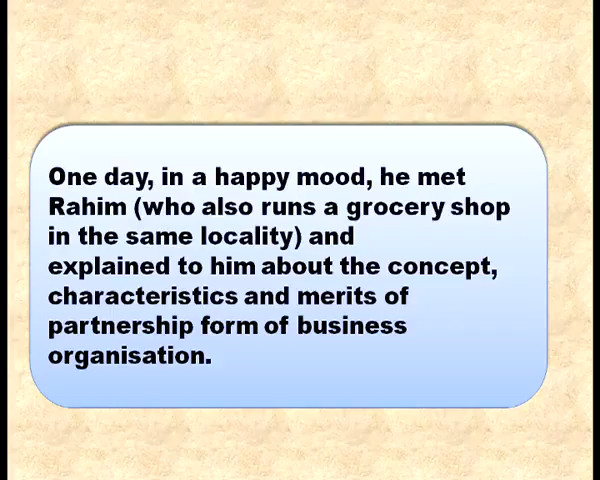 One day, in a happy mood, he met
Rahim (who also runs a grocery shop
in the same locality) and
explained to him about the concept,
characteristics and merits of
partnership form of business
organisation.